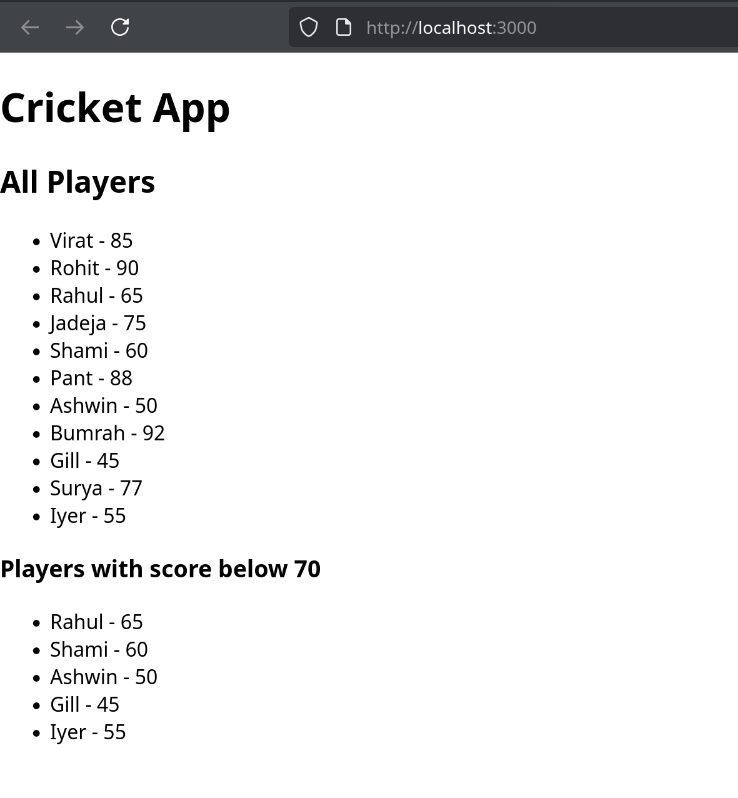 http://localhost:3000
Cricket App
All Players
Virat - 85
Rohit - 90
Rahul - 65
Jadeja - 75
Shami - 60
Pant - 88
Ashwin - 50
Bumrah - 92
Gill - 45
Surya - 77
Iyer - 55
Players with score below 70
Rahul - 65
Shami - 60
Ashwin - 50
Gill - 45
Iyer - 55